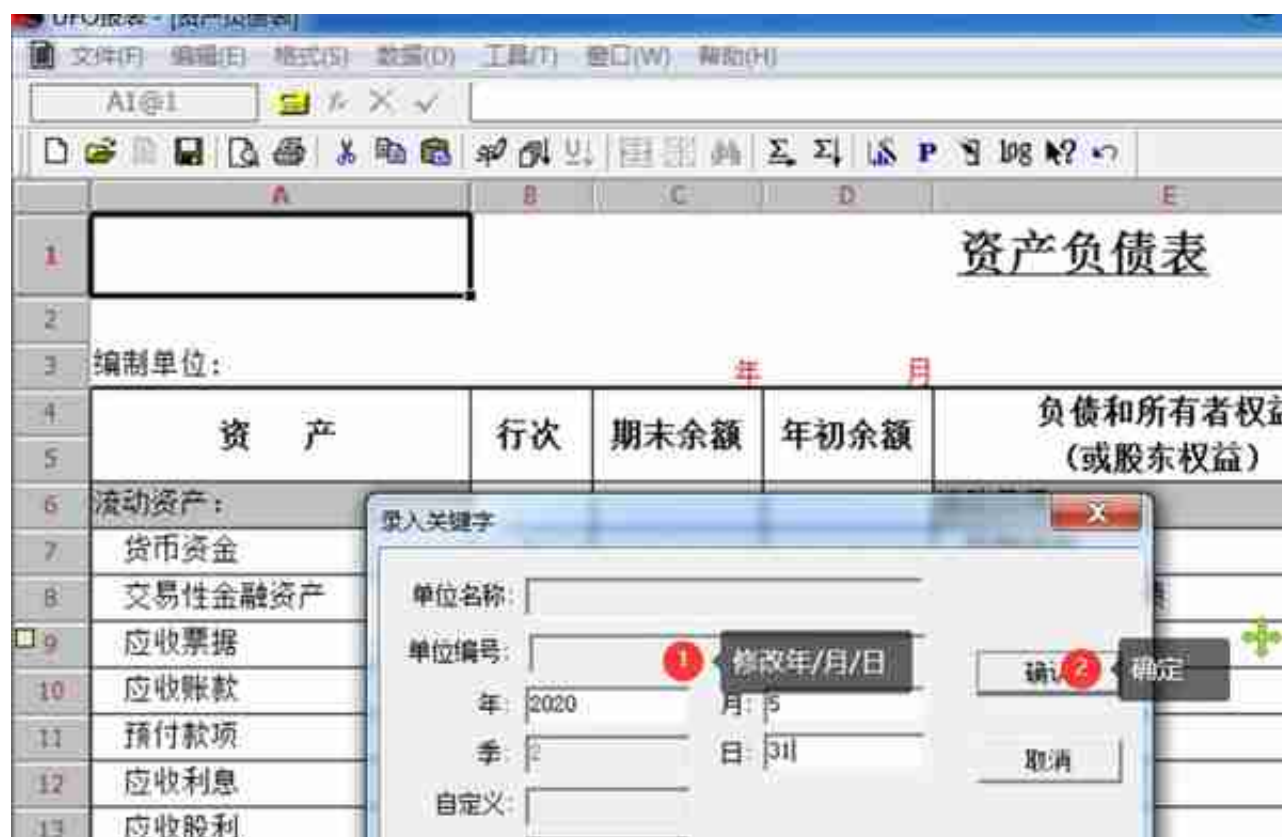 UFO报表 - [资产负债表]
文件(F) 编辑(E) 格式(S) 数据(D) 工具(T) 窗口(W) 帮助(H)
A1@1
P log
A B C D E
1 资产负债表
2
3 编制单位: 年 月
4 资 产 行次 期末余额 年初余额 负债和所有者权益
5 (或股东权益)
6 流动资产:
录入关键字
7 货币资金
8 交易性金融资产
单位名称:
9 应收票据
单位编号:
1 修改年/月/日
2 确定
10 应收账款
年: 2020 月: 5
11 预付款项
季: 2 日: 31
取消
12 应收利息
自定义:
13 应收股利